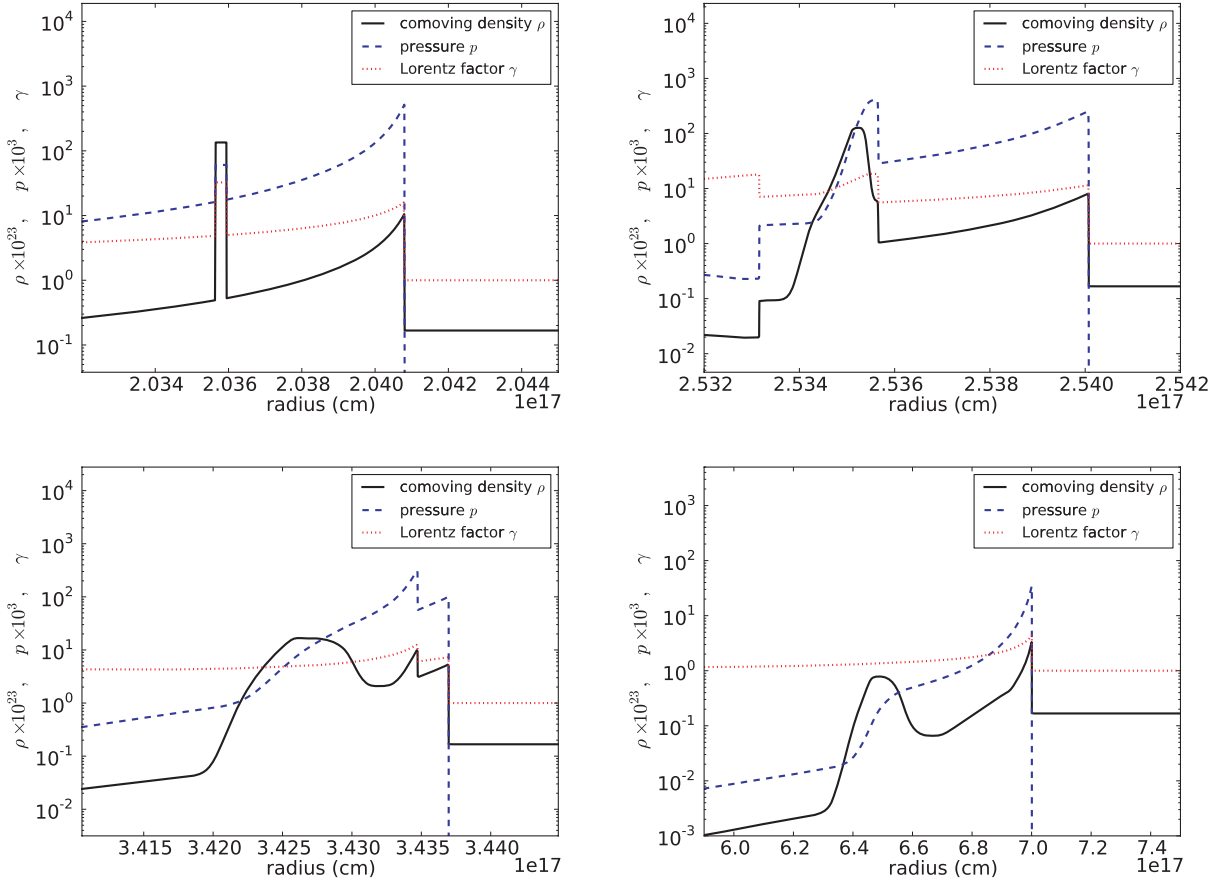 10^4
10^3
10^2
10^1
10^0
10^-1
ρ×10^23 , p×10^3 , γ
comoving density ρ
pressure p
Lorentz factor γ
2.034 2.036 2.038 2.040 2.042 2.044
radius (cm)
1e17
10^4
10^3
10^2
10^1
10^0
10^-1
10^-2
ρ×10^23 , p×10^3 , γ
comoving density ρ
pressure p
Lorentz factor γ
2.532 2.534 2.536 2.538 2.540 2.542
radius (cm)
1e17
10^4
10^3
10^2
10^1
10^0
10^-1
10^-2
ρ×10^23 , p×10^3 , γ
comoving density ρ
pressure p
Lorentz factor γ
3.415 3.420 3.425 3.430 3.435 3.440
radius (cm)
1e17
10^3
10^2
10^1
10^0
10^-1
10^-2
10^-3
ρ×10^23 , p×10^3 , γ
comoving density ρ
pressure p
Lorentz factor γ
6.0 6.2 6.4 6.6 6.8 7.0 7.2 7.4
radius (cm)
1e17